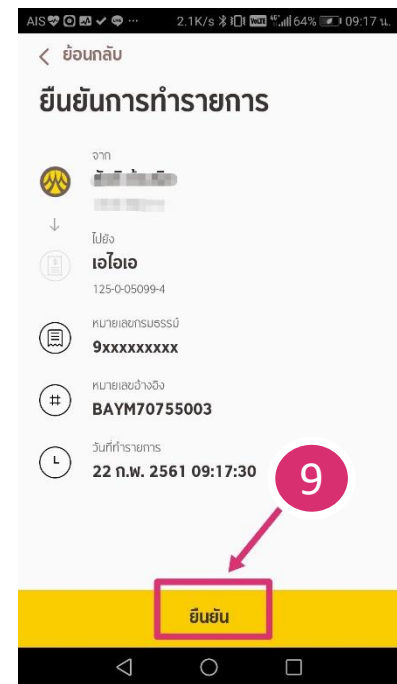 AIS ... 2.1K/s VoLTE 4G 64% 09:17 น.
ย้อนกลับ
ยืนยันการทำรายการ
จาก
ไปยัง
เอไอเอ
125-0-05099-4
หมายเลขกรมธรรม์
9xxxxxxxxx
หมายเลขอ้างอิง
BAYM70755003
วันที่ทำรายการ
22 ก.พ. 2561 09:17:30
9
ยืนยัน